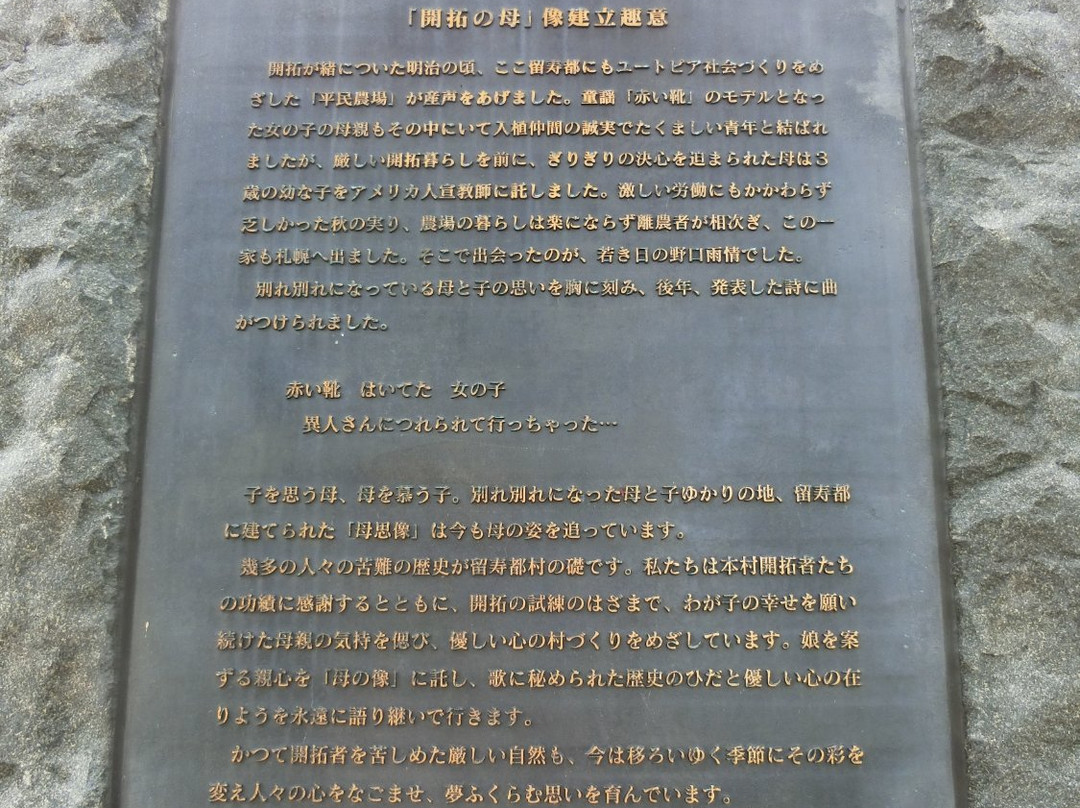 「開拓の母」像建立趣意
開拓が緒についた明治の頃、ここ留寿都にもユートピア社会づくりをめ
ざした「平民農場」が産声をあげました。童謡「赤い靴」のモデルとなっ
た女の子の母親もその中にいて入植仲間の誠実でたくましい青年と結ばれ
ましたが、厳しい開拓暮らしを前に、ぎりぎりの決心を迫まられた母は3
歳の幼な子をアメリカ人宣教師に託しました。激しい労働にもかかわらず
乏しかった秋の実り、農場の暮らしは楽にならず離農者が相次ぎ、この一
家も札幌へ出ました。そこで出会ったのが、若き日の野口雨情でした。
別れ別れになっている母と子の思いを胸に刻み、後年、発表した詩に曲
がつけられました。
赤い靴　はいてた　女の子
異人さんにつれられて行っちゃった…
子を思う母、母を慕う子。別れ別れになった母と子ゆかりの地、留寿都
に建てられた「母思像」は今も母の姿を追っています。
幾多の人々の苦難の歴史が留寿都村の礎です。私たちは本村開拓者たち
の功績に感謝するとともに、開拓の試練のはざまで、わが子の幸せを願い
続けた母親の気持を偲び、優しい心の村づくりをめざしています。娘を案
ずる親心を「母の像」に託し、歌に秘められた歴史のひだと優しい心の在
りようを永遠に語り継いで行きます。
かつて開拓者を苦しめた厳しい自然も、今は移ろいゆく季節にその彩を
変え人々の心をなごませ、夢ふくらむ思いを育んでいます。